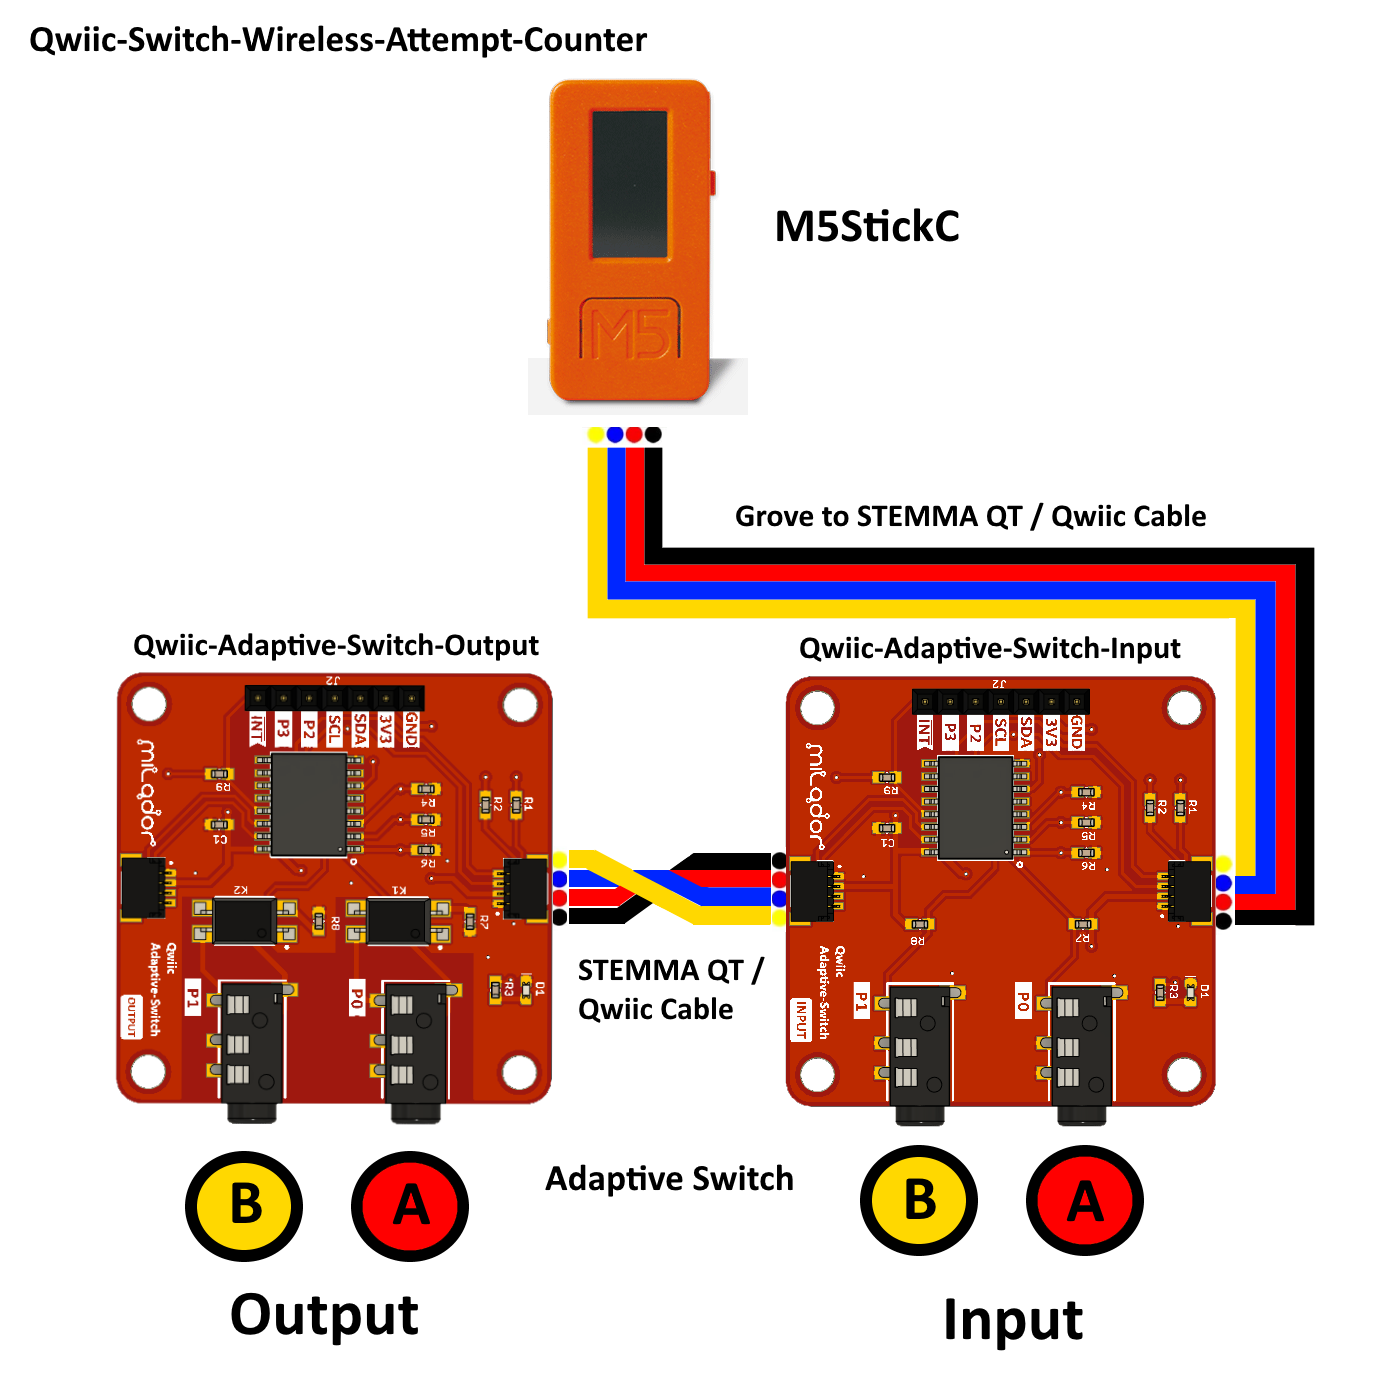 Qwiic-Switch-Wireless-Attempt-Counter
M5
M5StickC
Grove to STEMMA QT / Qwiic Cable
Qwiic-Adaptive-Switch-Output
Qwiic-Adaptive-Switch-Input
J2
INT P3 P2 SCL SDA 3V3 GND
milador
R9
C1
R4
R5
R6
R2
R1
K2
K1
R8
R7
Qwiic
Adaptive-Switch
OUTPUT
P1
P0
R3
D1
J2
INT P3 P2 SCL SDA 3V3 GND
milador
R9
C1
R4
R5
R6
R2
R1
R8
R7
Qwiic
Adaptive-Switch
INPUT
P1
P0
R3
D1
STEMMA QT /
Qwiic Cable
B
A
Adaptive Switch
B
A
Output
Input